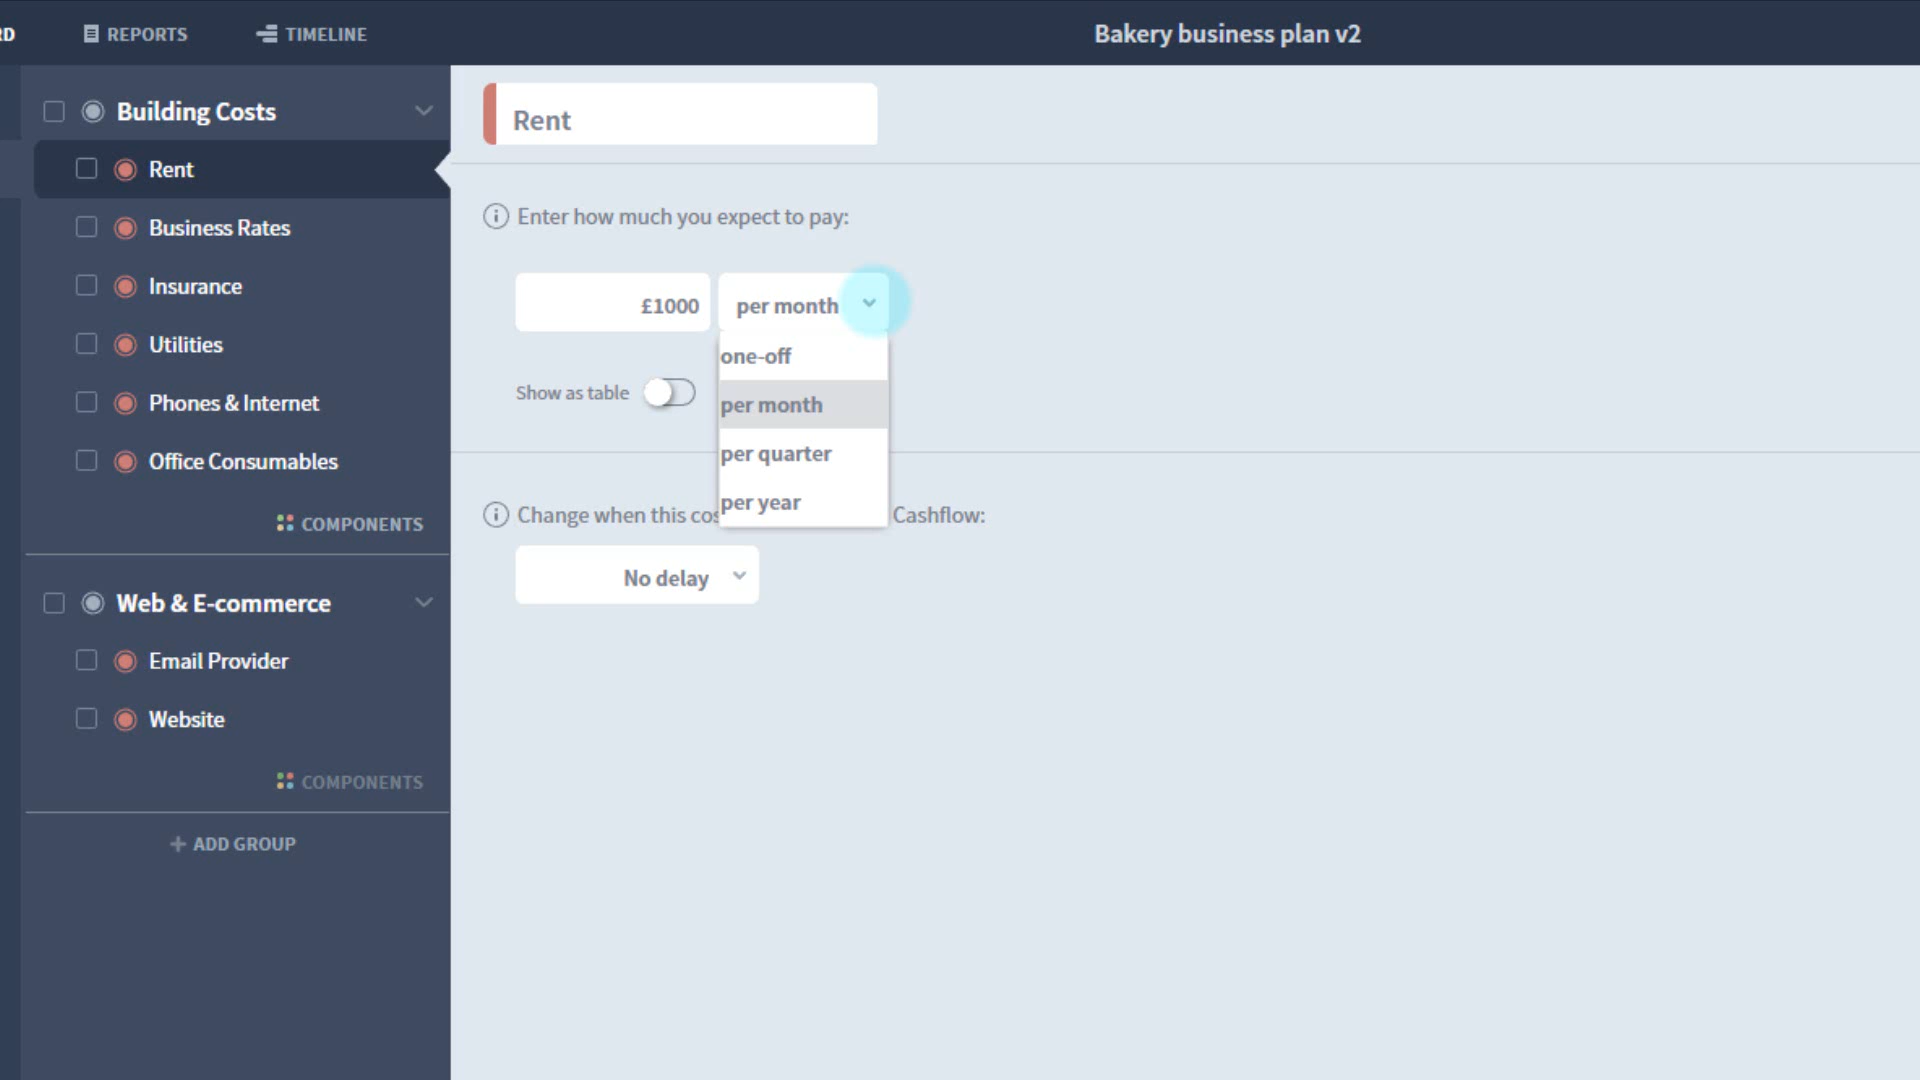 RD
REPORTS
TIMELINE
Bakery business plan v2
Building Costs
Rent
Business Rates
Insurance
Utilities
Phones & Internet
Office Consumables
COMPONENTS
Web & E-commerce
Email Provider
Website
COMPONENTS
+ ADD GROUP
Rent
Enter how much you expect to pay:
£1000
per month
one-off
per month
per quarter
per year
Show as table
Change when this cos Cashflow:
No delay